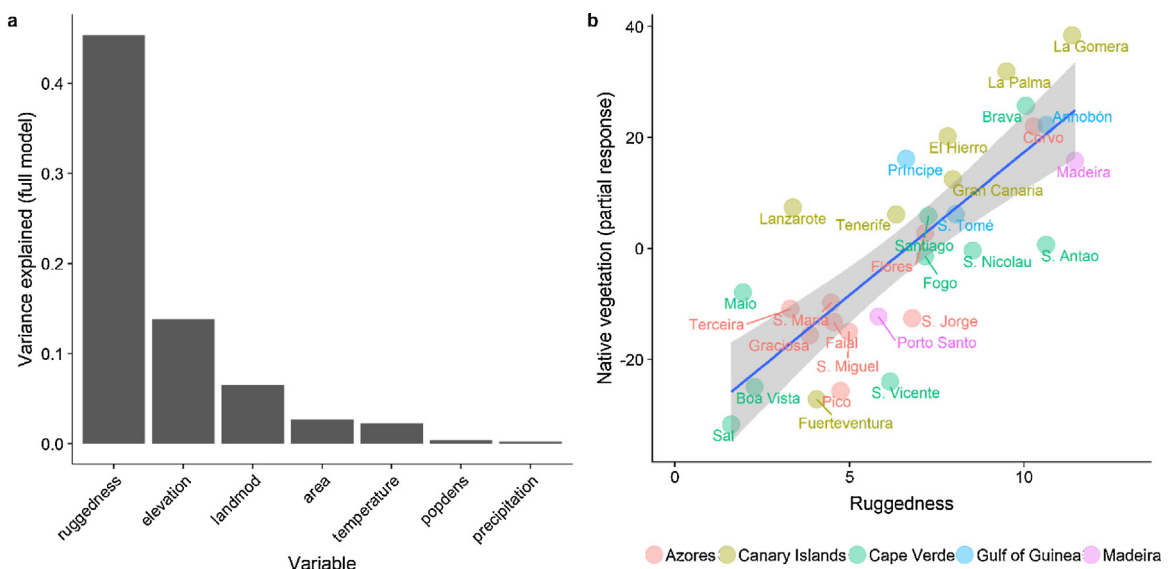 a
Variance explained (full model)
0.4
0.3
0.2
0.1
0.0
ruggedness
elevation
landmod
area
temperature
popdens
precipitation
Variable
b
Native vegetation (partial response)
40
20
0
-20
La Gomera
La Palma
Brava
Annobón
Corvo
El Hierro
Príncipe
Madeira
Gran Canaria
Lanzarote
Tenerife
S. Tomé
Santiago
Flores
S. Nicolau
S. Antao
Fogo
Maio
Terceira
S. Maria
S. Jorge
Graciosa
Faial
Porto Santo
S. Miguel
Boa Vista
Pico
S. Vicente
Fuerteventura
Sal
0
5
10
Ruggedness
Azores
Canary Islands
Cape Verde
Gulf of Guinea
Madeira